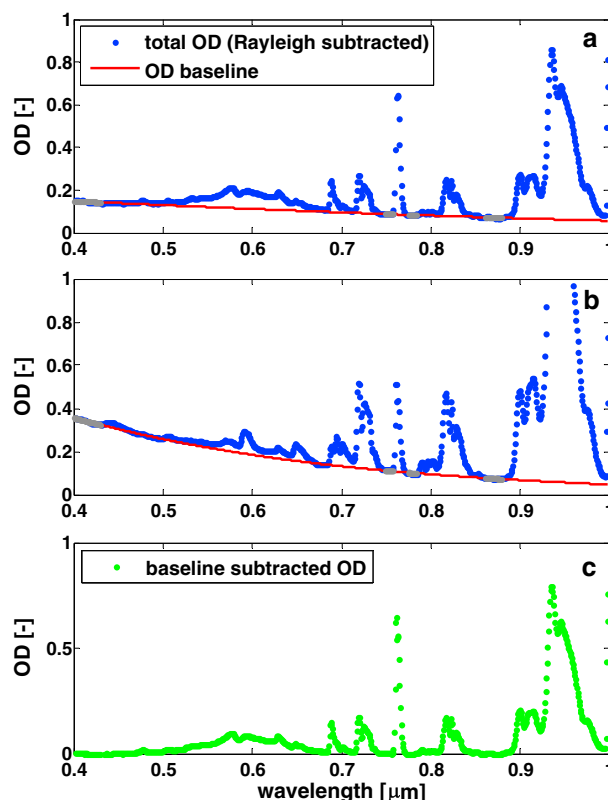 a
total OD (Rayleigh subtracted)
OD baseline
OD [-]
1
0.8
0.6
0.4
0.2
0
0.4 0.5 0.6 0.7 0.8 0.9 1
b
OD [-]
1
0.8
0.6
0.4
0.2
0
0.4 0.5 0.6 0.7 0.8 0.9 1
c
baseline subtracted OD
OD [-]
1
0.5
0
0.4 0.5 0.6 0.7 0.8 0.9 1
wavelength [μm]